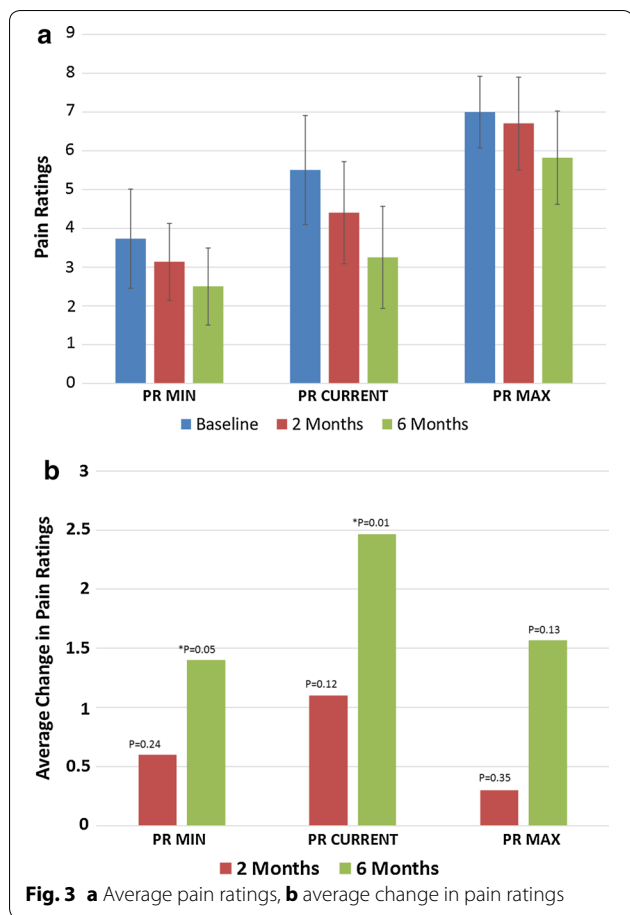 a
9
8
7
6
5
4
3
2
1
0
Pain Ratings
PR MIN PR CURRENT PR MAX
Baseline 2 Months 6 Months
b
3
2.5
2
1.5
1
0.5
0
Average Change in Pain Ratings
P=0.24 *P=0.05 P=0.12 *P=0.01 P=0.35 P=0.13
PR MIN PR CURRENT PR MAX
2 Months 6 Months
Fig. 3 a Average pain ratings, b average change in pain ratings